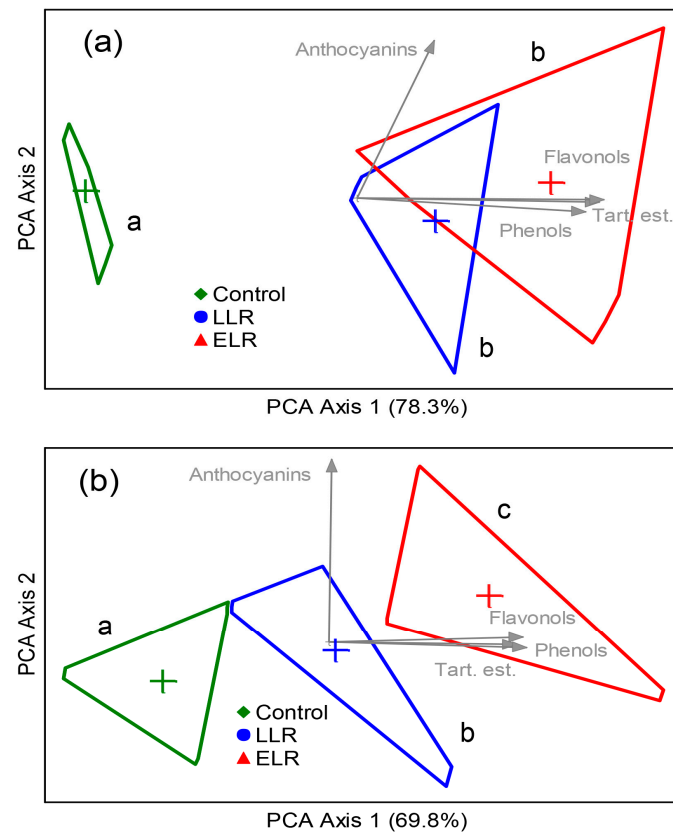 (a)
Anthocyanins
b
Flavonols
Tart. est.
Phenols
a
Control
LLR
ELR
b
PCA Axis 2
PCA Axis 1 (78.3%)
(b)
Anthocyanins
c
a
Flavonols
Phenols
Tart. est.
Control
LLR
ELR
b
PCA Axis 2
PCA Axis 1 (69.8%)